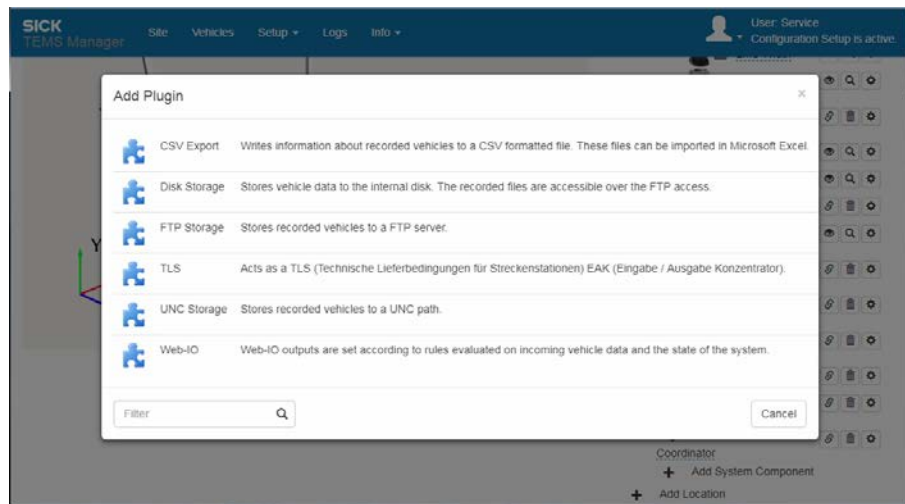 SICK
TEMS Manager
Site Vehicles Setup Logs Info
User: Service
Configuration Setup is active.
Add Plugin
×
CSV Export Writes information about recorded vehicles to a CSV formatted file. These files can be imported in Microsoft Excel.
Disk Storage Stores vehicle data to the internal disk. The recorded files are accessible over the FTP access.
FTP Storage Stores recorded vehicles to a FTP server.
Y
TLS Acts as a TLS (Technische Lieferbedingungen für Streckenstationen) EAK (Eingabe / Ausgabe Konzentrator).
UNC Storage Stores recorded vehicles to a UNC path.
Web-IO Web-IO outputs are set according to rules evaluated on incoming vehicle data and the state of the system.
Filter
Cancel
Coordinator
Add System Component
Add Location